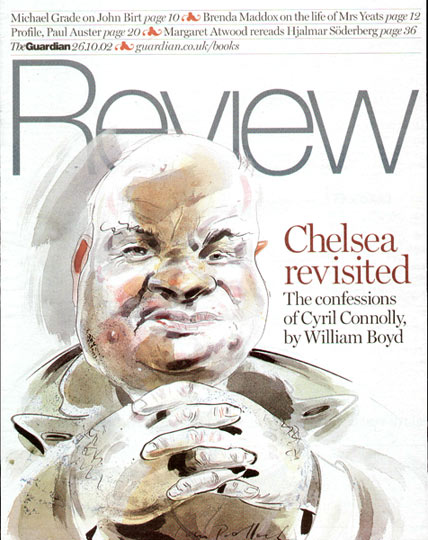 Michael Grade on John Birt page 10 Brenda Maddox on the life of Mrs Yeats page 12
Profile, Paul Auster page 20 Margaret Atwood rereads Hjalmar Söderberg page 36
TheGuardian 26.10.02 guardian.co.uk/books
Review
Chelsea
revisited
The confessions
of Cyril Connolly,
by William Boyd